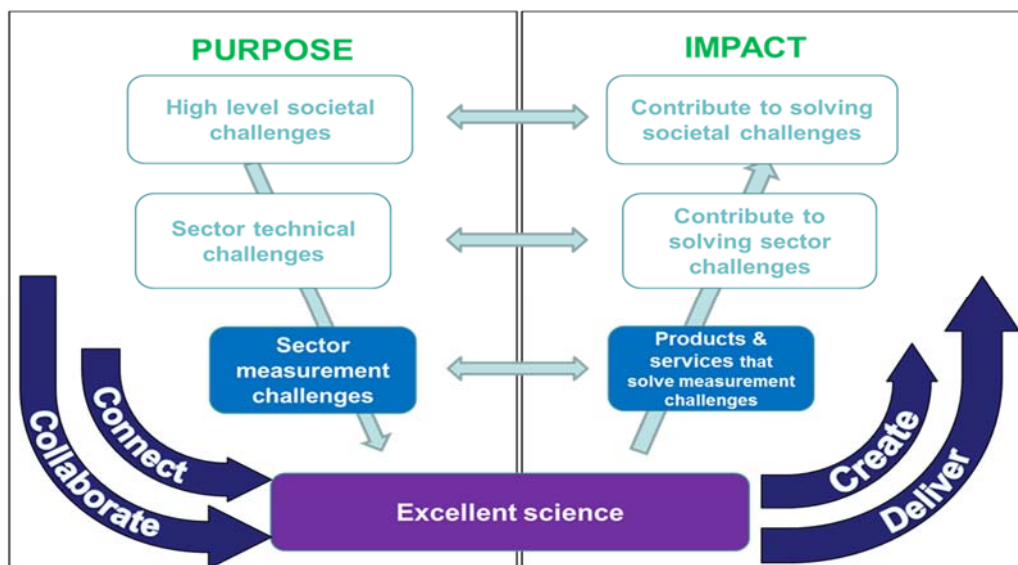 PURPOSE
High level societal
challenges
Sector technical
challenges
Sector
measurement
challenges
Connect
Collaborate
IMPACT
Contribute to solving
societal challenges
Contribute to
solving sector
challenges
Products &
services that
solve measurement
challenges
Create
Deliver
Excellent science